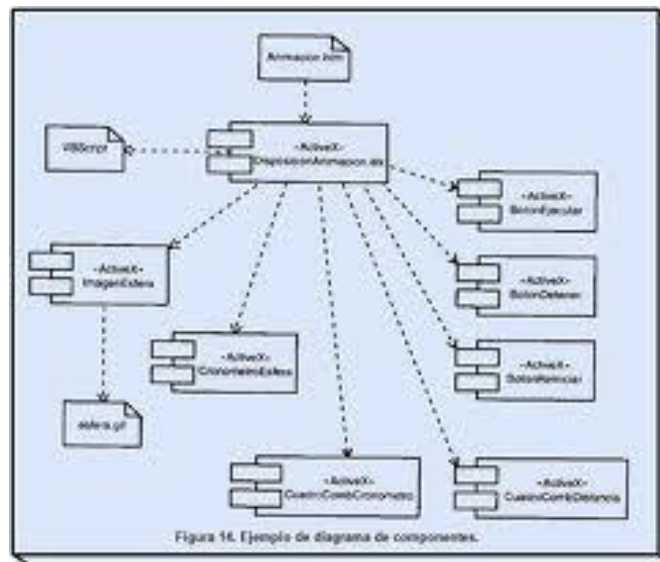 Animacion.htm
«ActiveX»
DisposicionAnimacion.alx
VBScript
«ActiveX»
BotonEjecutar
«ActiveX»
ImagenEsfera
«ActiveX»
BotonDetener
«ActiveX»
CronometroEsfera
«ActiveX»
BotonReiniciar
esfera.gif
«ActiveX»
CuadroCombCronometro
«ActiveX»
CuadroCombDistancia
Figura 14. Ejemplo de diagrama de componentes.